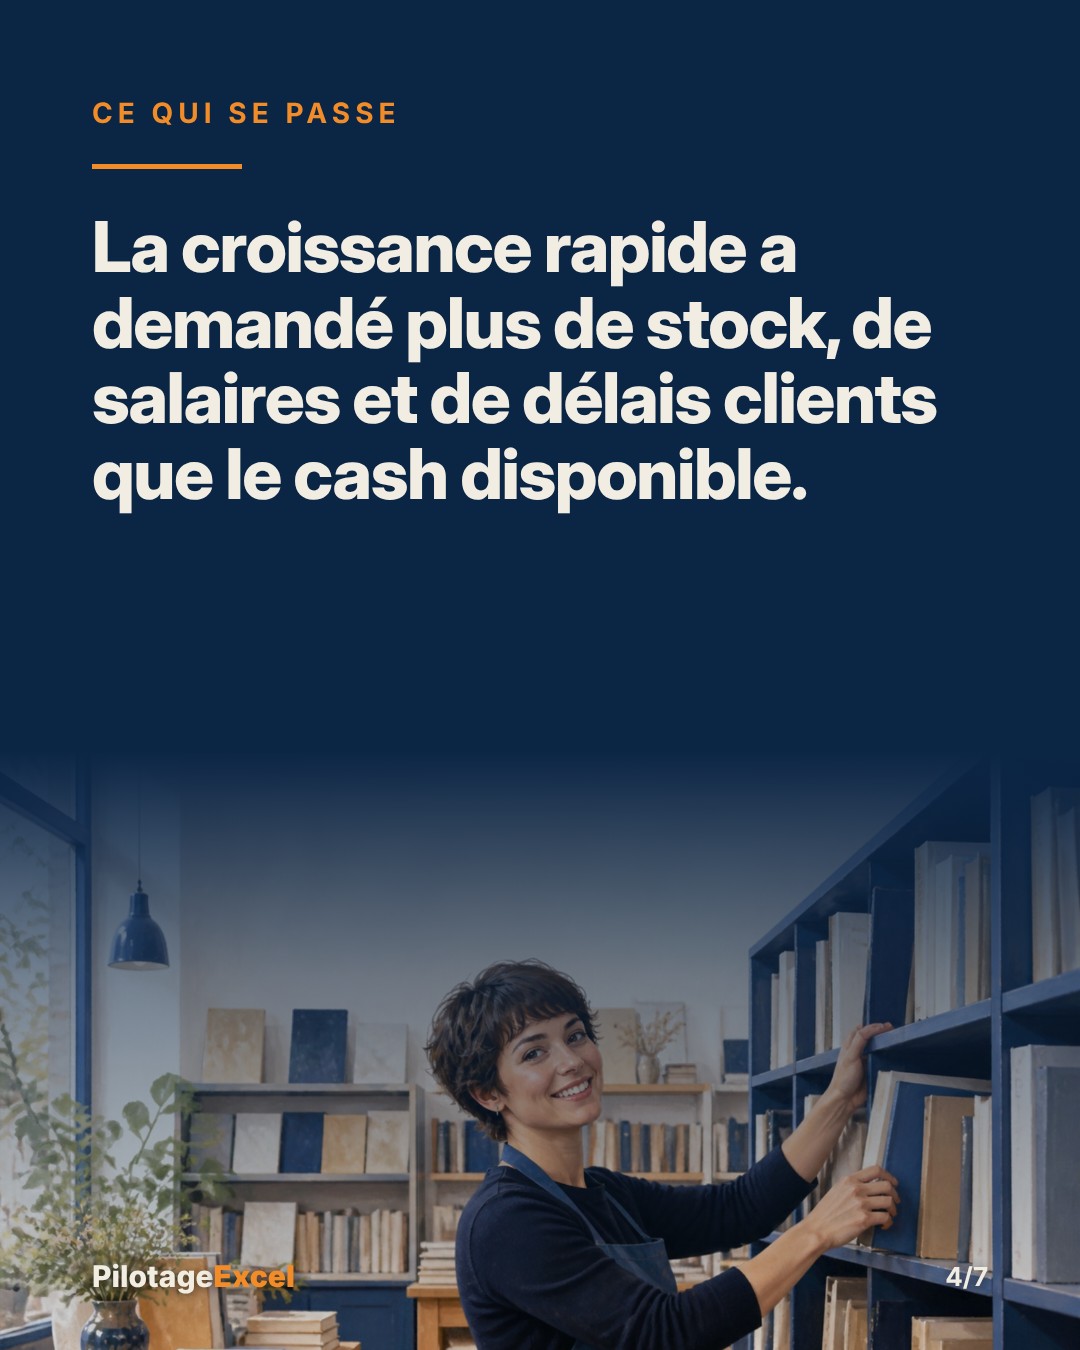 CE QUI SE PASSE
La croissance rapide a
demandé plus de stock, de
salaires et de délais clients
que le cash disponible.
PilotageExcel
4/7